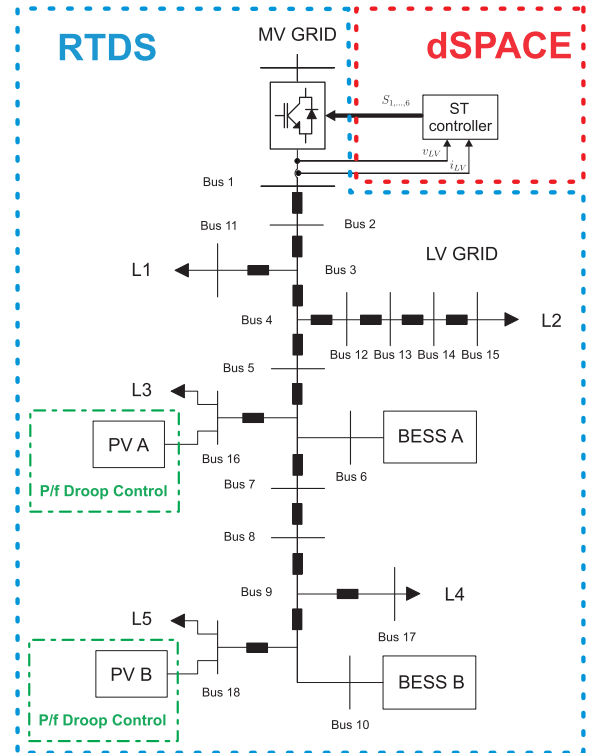 MV GRID
RTDS
dSPACE
S1,...,6
ST
controller
vLV
iLV
Bus 1
Bus 11
Bus 2
LV GRID
L1
Bus 3
Bus 4
L2
Bus 12
Bus 13
Bus 14
Bus 15
Bus 5
L3
PV A
BESS A
Bus 16
Bus 6
P/f Droop Control
Bus 7
Bus 8
Bus 9
L4
L5
Bus 17
PV B
BESS B
Bus 18
P/f Droop Control
Bus 10